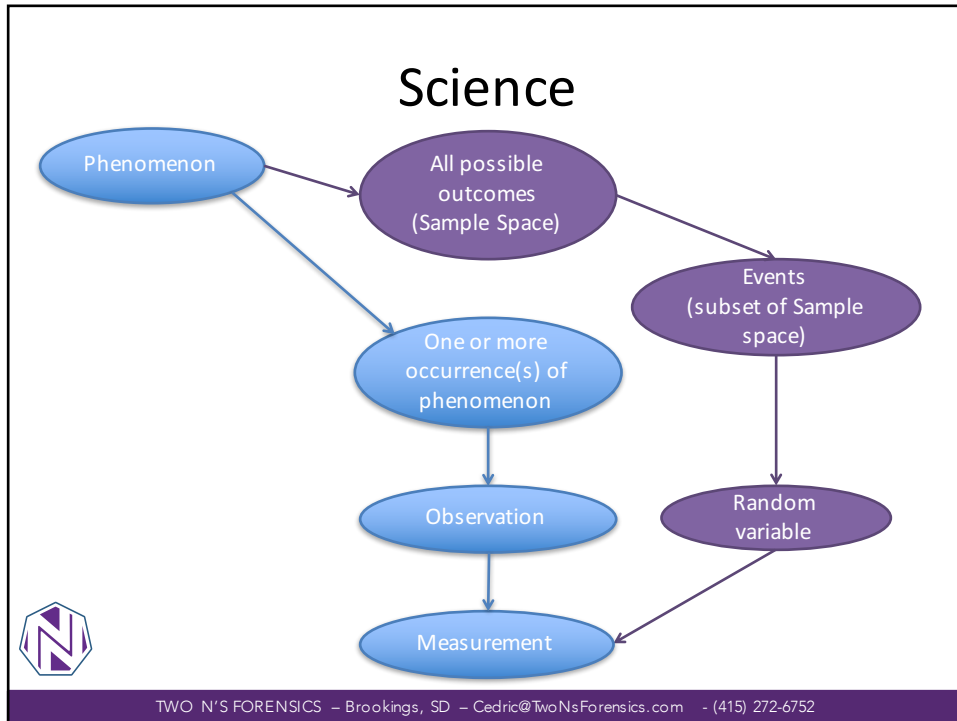 Science
Phenomenon
All possible
outcomes
(Sample Space)
Events
(subset of Sample
space)
One or more
occurrence(s) of
phenomenon
Observation
Random
variable
Measurement
N
TWO N'S FORENSICS – Brookings, SD – Cedric@TwoNsForensics.com - (415) 272-6752